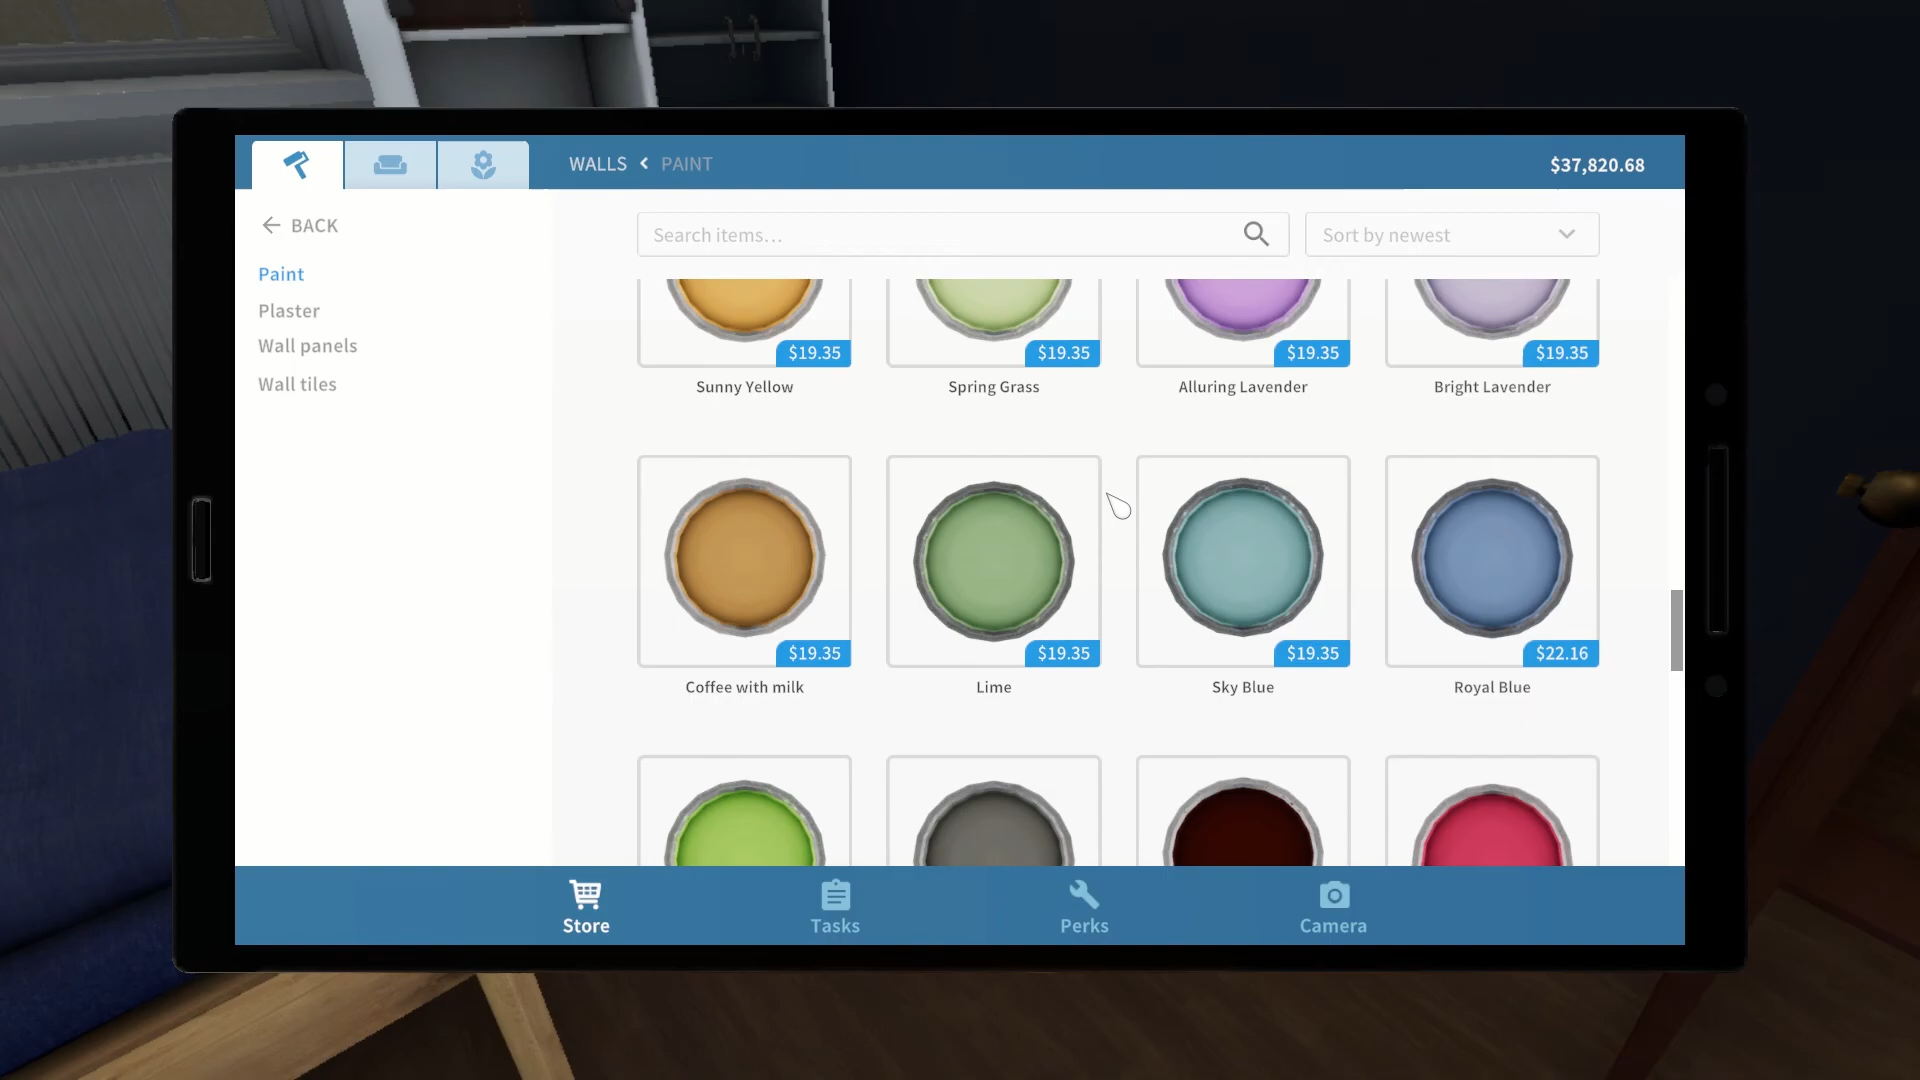 WALLS < PAINT
$37,820.68
BACK
Search items...
Sort by newest
Paint
Plaster
Wall panels
Wall tiles
$19.35 $19.35 $19.35 $19.35
Sunny Yellow Spring Grass Alluring Lavender Bright Lavender
$19.35 $19.35 $19.35 $22.16
Coffee with milk Lime Sky Blue Royal Blue
Store Tasks Perks Camera